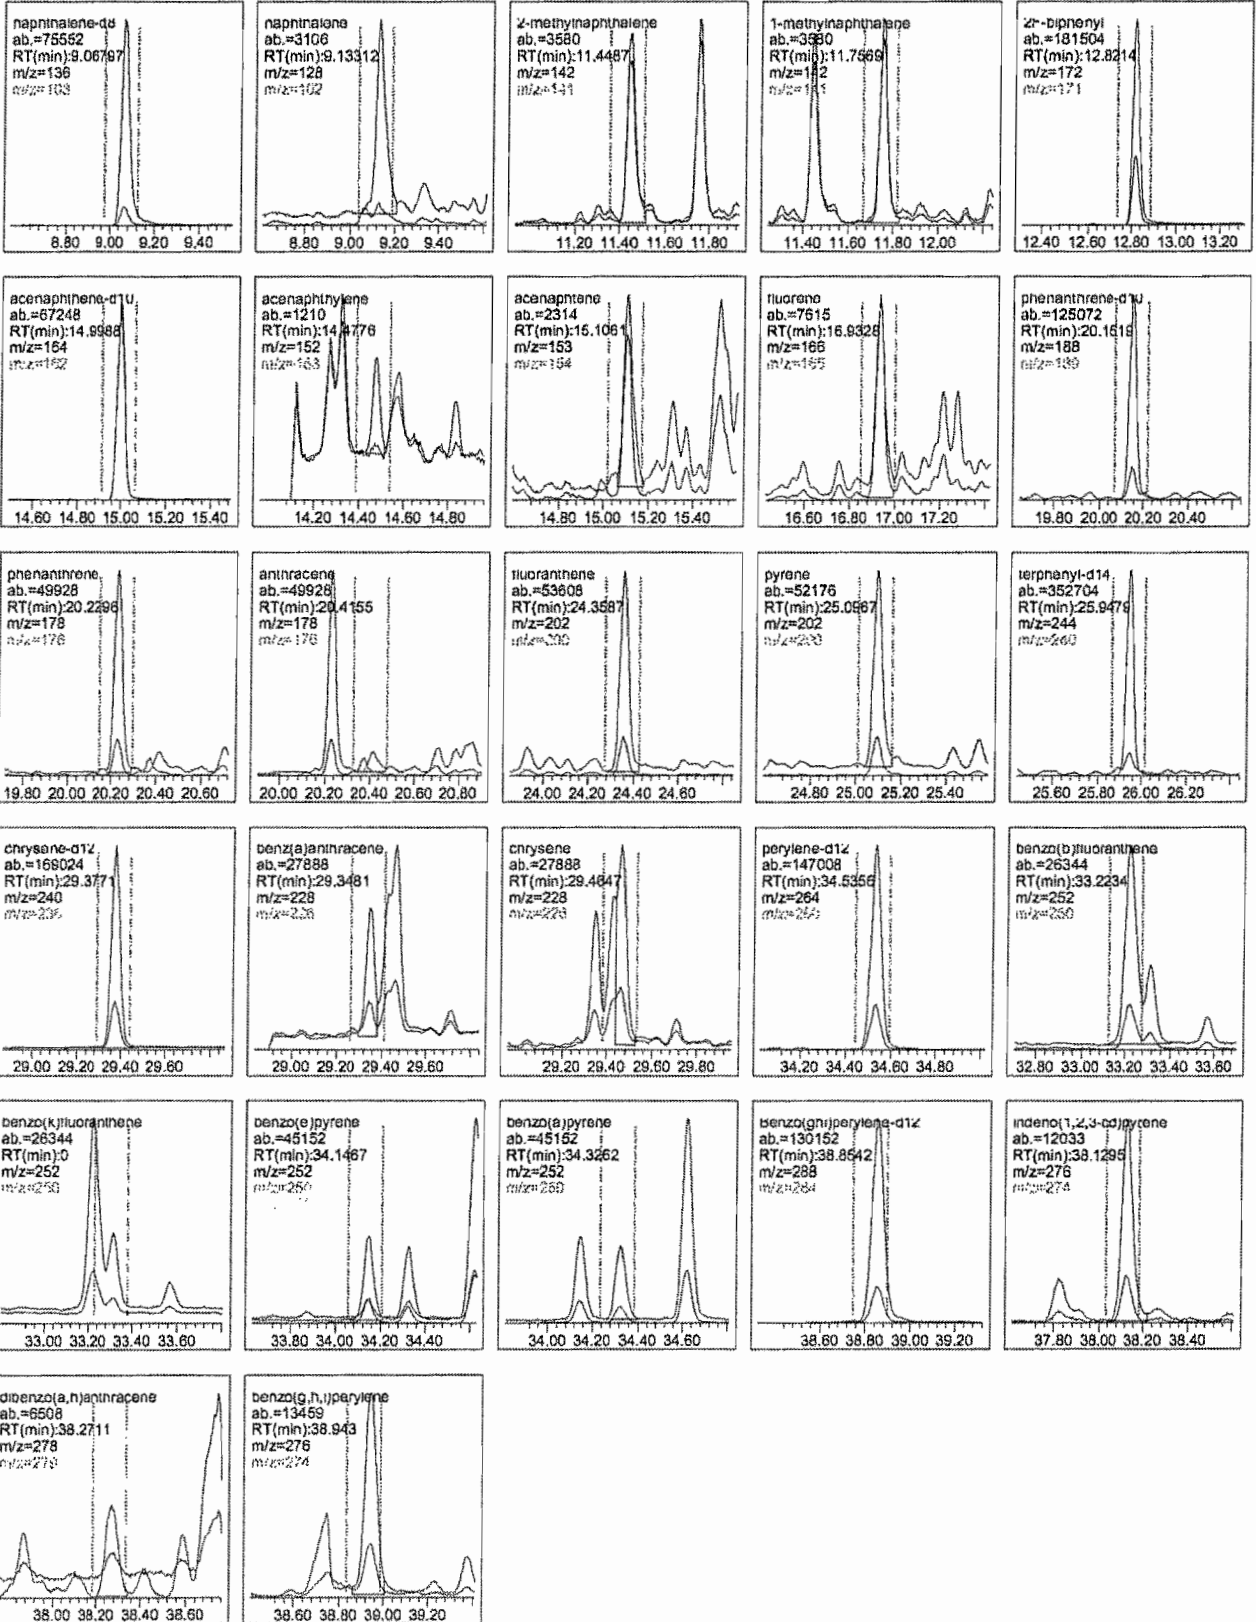 naphthalene-d8
ab.=75552
RT(min):9.06797
m/z=136
8.80 9.00 9.20 9.40
naphthalene
ab.=3106
RT(min):9.13312
m/z=128
m/z=102
8.80 9.00 9.20 9.40
2-methylnaphthalene
ab.=3580
RT(min):11.4487
m/z=142
m/z=141
11.20 11.40 11.60 11.80
1-methylnaphthalene
ab.=3580
RT(min):11.7569
m/z=142
11.40 11.60 11.80 12.00
2F-biphenyl
ab.=181504
RT(min):12.8214
m/z=172
m/z=171
12.40 12.60 12.80 13.00 13.20
acenaphthene-d10
ab.=67248
RT(min):14.9988
m/z=164
m/z=162
14.60 14.80 15.00 15.20 15.40
acenaphthylene
ab.=1210
RT(min):14.4776
m/z=152
m/z=153
14.20 14.40 14.60 14.80
acenaphtene
ab.=2314
RT(min):15.1061
m/z=153
m/z=154
14.80 15.00 15.20 15.40
fluorene
ab.=7615
RT(min):16.9328
m/z=166
m/z=165
16.60 16.80 17.00 17.20
phenanthrene-d10
ab.=125072
RT(min):20.1519
m/z=188
m/z=189
19.80 20.00 20.20 20.40
phenanthrene
ab.=49928
RT(min):20.2296
m/z=178
m/z=176
19.80 20.00 20.20 20.40 20.60
anthracene
ab.=49928
RT(min):20.4155
m/z=178
m/z=176
20.00 20.20 20.40 20.60 20.80
fluoranthene
ab.=53608
RT(min):24.3587
m/z=202
m/z=200
24.00 24.20 24.40 24.60
pyrene
ab.=52176
RT(min):25.0967
m/z=202
m/z=200
24.80 25.00 25.20 25.40
terphenyl-d14
ab.=352704
RT(min):25.9479
m/z=244
m/z=240
25.60 25.80 26.00 26.20
chrysene-d12
ab.=169024
RT(min):29.3771
m/z=240
m/z=236
29.00 29.20 29.40 29.60
benz(a)anthracene
ab.=27888
RT(min):29.3481
m/z=228
m/z=226
29.00 29.20 29.40 29.60
chrysene
ab.=27888
RT(min):29.4647
m/z=228
m/z=226
29.20 29.40 29.60 29.80
perylene-d12
ab.=147008
RT(min):34.5356
m/z=264
m/z=260
34.20 34.40 34.60 34.80
benzo(b)fluoranthene
ab.=26344
RT(min):33.2234
m/z=252
m/z=250
32.80 33.00 33.20 33.40 33.60
benzo(k)fluoranthene
ab.=26344
RT(min):0
m/z=252
m/z=250
33.00 33.20 33.40 33.60
benzo(e)pyrene
ab.=45152
RT(min):34.1467
m/z=252
m/z=250
33.80 34.00 34.20 34.40
benzo(a)pyrene
ab.=45152
RT(min):34.3262
m/z=252
m/z=250
34.00 34.20 34.40 34.60
Benzo(ghi)perylene-d12
ab.=130152
RT(min):38.8542
m/z=288
m/z=284
38.60 38.80 39.00 39.20
indeno(1,2,3-cd)pyrene
ab.=12033
RT(min):38.1295
m/z=276
m/z=274
37.80 38.00 38.20 38.40
dibenzo(a,h)anthracene
ab.=6508
RT(min):38.2711
m/z=278
m/z=276
38.00 38.20 38.40 38.60
benzo(g,h,i)perylene
ab.=13459
RT(min):38.943
m/z=276
m/z=274
38.60 38.80 39.00 39.20